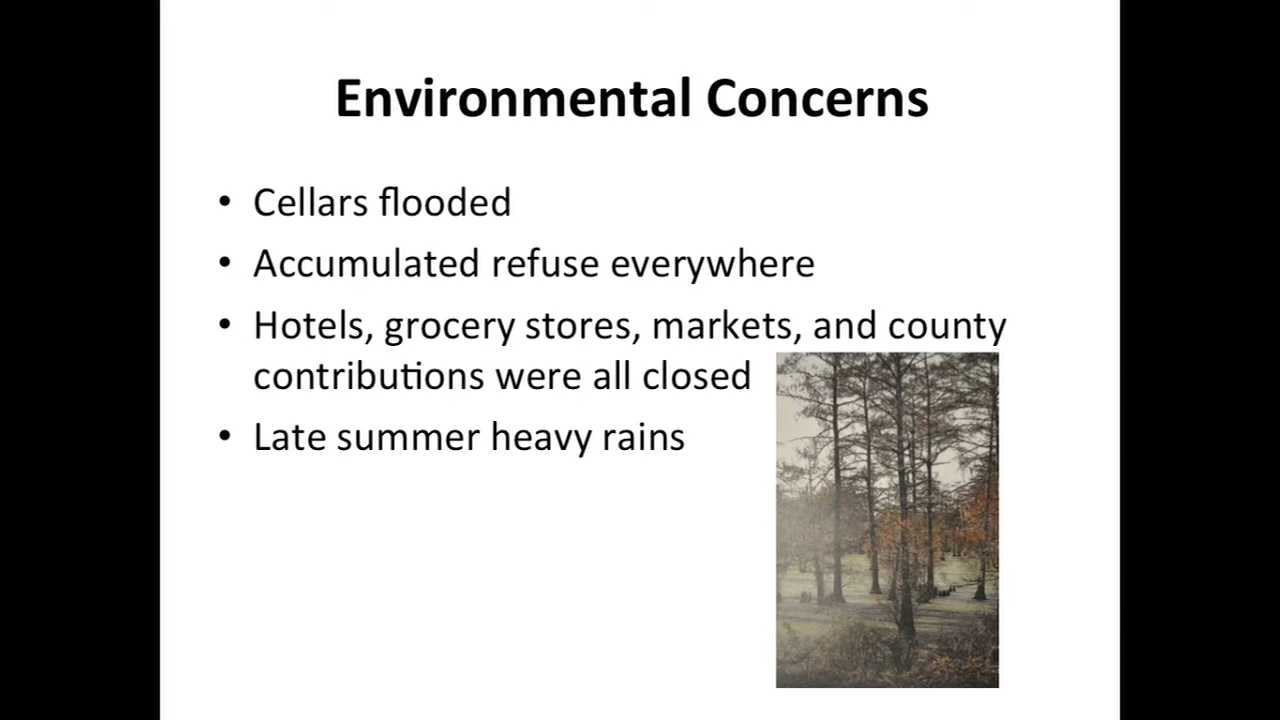 Environmental Concerns
• Cellars flooded
• Accumulated refuse everywhere
• Hotels, grocery stores, markets, and county
contributions were all closed
• Late summer heavy rains